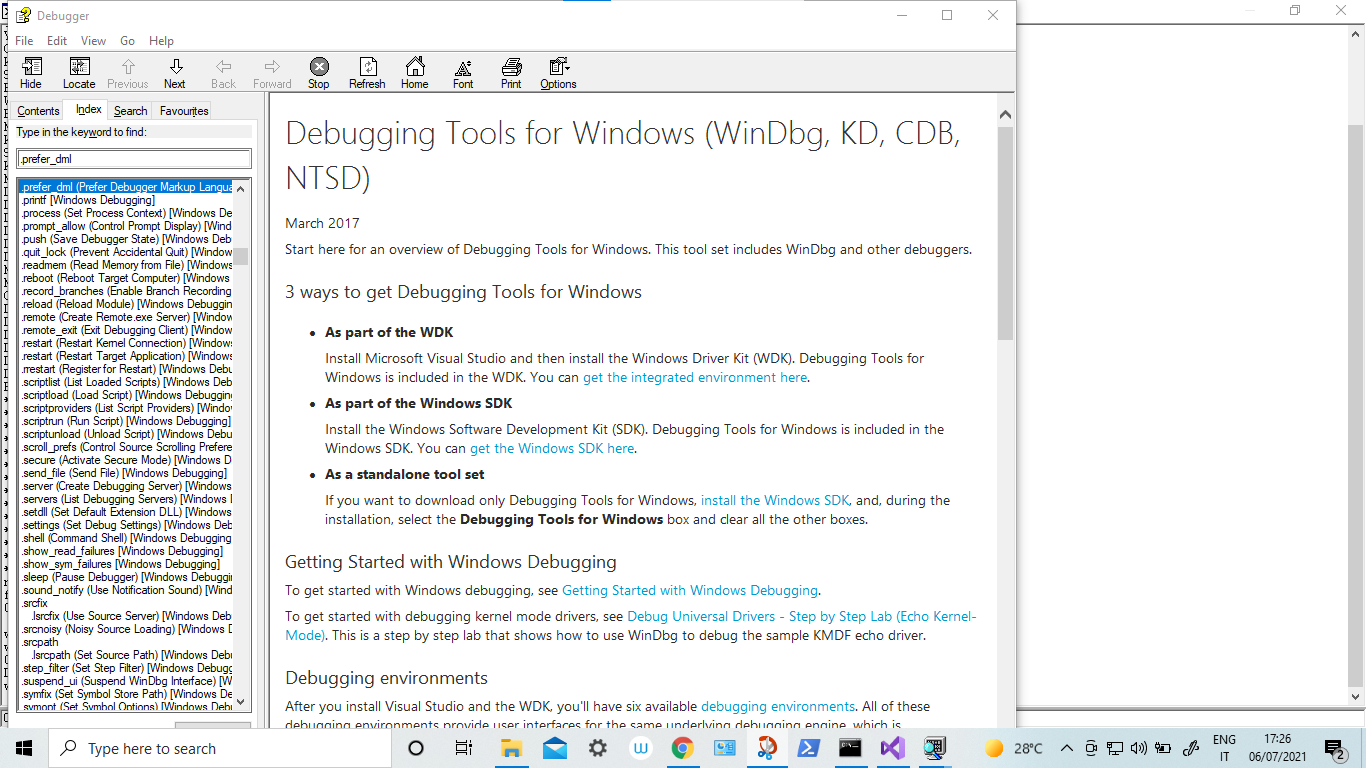 Debugger
File Edit View Go Help
Hide Locate Previous Next Back Forward Stop Refresh Home Font Print Options
Contents Index Search Favourites
Type in the keyword to find:
.prefer_dml
.prefer_dml (Prefer Debugger Markup Langua
.printf [Windows Debugging]
.process (Set Process Context) [Windows De
.prompt_allow (Control Prompt Display) [Wind
.push (Save Debugger State) [Windows Deb
.quit_lock (Prevent Accidental Quit) [Window
.readmem (Read Memory from File) [Windows
.reboot (Reboot Target Computer) [Windows
.record_branches (Enable Branch Recording
.reload (Reload Module) [Windows Debuggin
.remote (Create Remote.exe Server) [Window
.remote_exit (Exit Debugging Client) [Window
.restart (Restart Kernel Connection) [Window
.restart (Restart Target Application) [Window
.rrestart (Register for Restart) [Windows Debu
.scriptlist (List Loaded Scripts) [Windows Deb
.scriptload (Load Script) [Windows Debugging
.scriptproviders (List Script Providers) [Windo
.scriptrun (Run Script) [Windows Debugging]
.scriptunload (Unload Script) [Windows Debu
.scroll_prefs (Control Source Scrolling Prefere
.secure (Activate Secure Mode) [Windows D
.send_file (Send File) [Windows Debugging]
.server (Create Debugging Server) [Windows
.servers (List Debugging Servers) [Windows
.setdll (Set Default Extension DLL) [Windows
.settings (Set Debug Settings) [Windows Deb
.shell (Command Shell) [Windows Debugging
.show_read_failures [Windows Debugging]
.show_sym_failures [Windows Debugging]
.sleep (Pause Debugger) [Windows Debuggin
.sound_notify (Use Notification Sound) [Wind
.srcfix
.lsrcfix (Use Source Server) [Windows Deb
.srcnoisy (Noisy Source Loading) [Windows D
.srcpath
.lsrcpath (Set Source Path) [Windows Debu
.step_filter (Set Step Filter) [Windows Debugg
.suspend_ui (Suspend WinDbg Interface) [W
.symfix (Set Symbol Store Path) [Windows D
.symopt (Set Symbol Options) [Windows Deb
Debugging Tools for Windows (WinDbg, KD, CDB,
NTSD)
March 2017
Start here for an overview of Debugging Tools for Windows. This tool set includes WinDbg and other debuggers.
3 ways to get Debugging Tools for Windows
• As part of the WDK
Install Microsoft Visual Studio and then install the Windows Driver Kit (WDK). Debugging Tools for
Windows is included in the WDK. You can get the integrated environment here.
• As part of the Windows SDK
Install the Windows Software Development Kit (SDK). Debugging Tools for Windows is included in the
Windows SDK. You can get the Windows SDK here.
• As a standalone tool set
If you want to download only Debugging Tools for Windows, install the Windows SDK, and, during the
installation, select the Debugging Tools for Windows box and clear all the other boxes.
Getting Started with Windows Debugging
To get started with Windows debugging, see Getting Started with Windows Debugging.
To get started with debugging kernel mode drivers, see Debug Universal Drivers - Step by Step Lab (Echo Kernel-
Mode). This is a step by step lab that shows how to use WinDbg to debug the sample KMDF echo driver.
Debugging environments
After you install Visual Studio and the WDK, you'll have six available debugging environments. All of these
debugging environments provide user interfaces for the same underlying debugging engine, which is
Type here to search
28°C
ENG
IT
17:26
06/07/2021
2